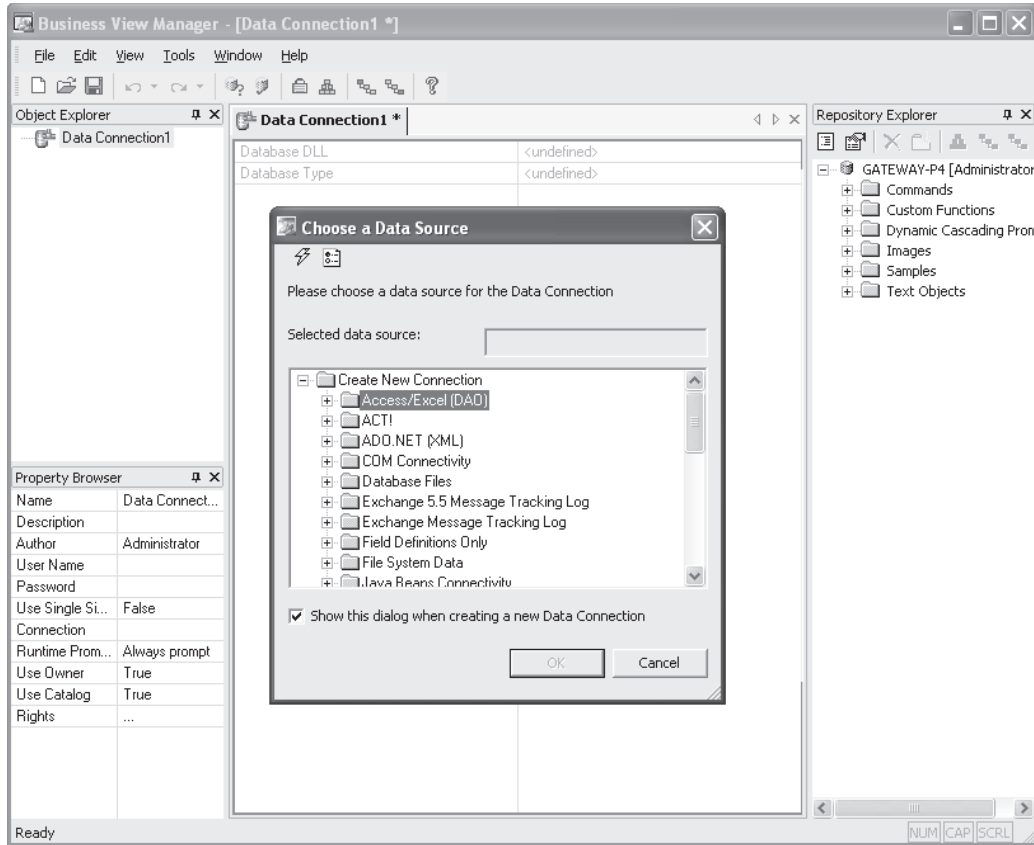 Business View Manager - [Data Connection1 *]
File Edit View Tools Window Help
Object Explorer
Data Connection1
Data Connection1 *
Database DLL <undefined>
Database Type <undefined>
Choose a Data Source
Please choose a data source for the Data Connection
Selected data source:
Create New Connection
Access/Excel (DAO)
ACT!
ADO.NET (XML)
COM Connectivity
Database Files
Exchange 5.5 Message Tracking Log
Exchange Message Tracking Log
Field Definitions Only
File System Data
Java Beans Connectivity
Show this dialog when creating a new Data Connection
OK Cancel
Repository Explorer
GATEWAY-P4 [Administrator
Commands
Custom Functions
Dynamic Cascading Pron
Images
Samples
Text Objects
Property Browser
Name Data Connect...
Description
Author Administrator
User Name
Password
Use Single Si... False
Connection
Runtime Prom... Always prompt
Use Owner True
Use Catalog True
Rights ...
Ready
NUM CAP SCRL